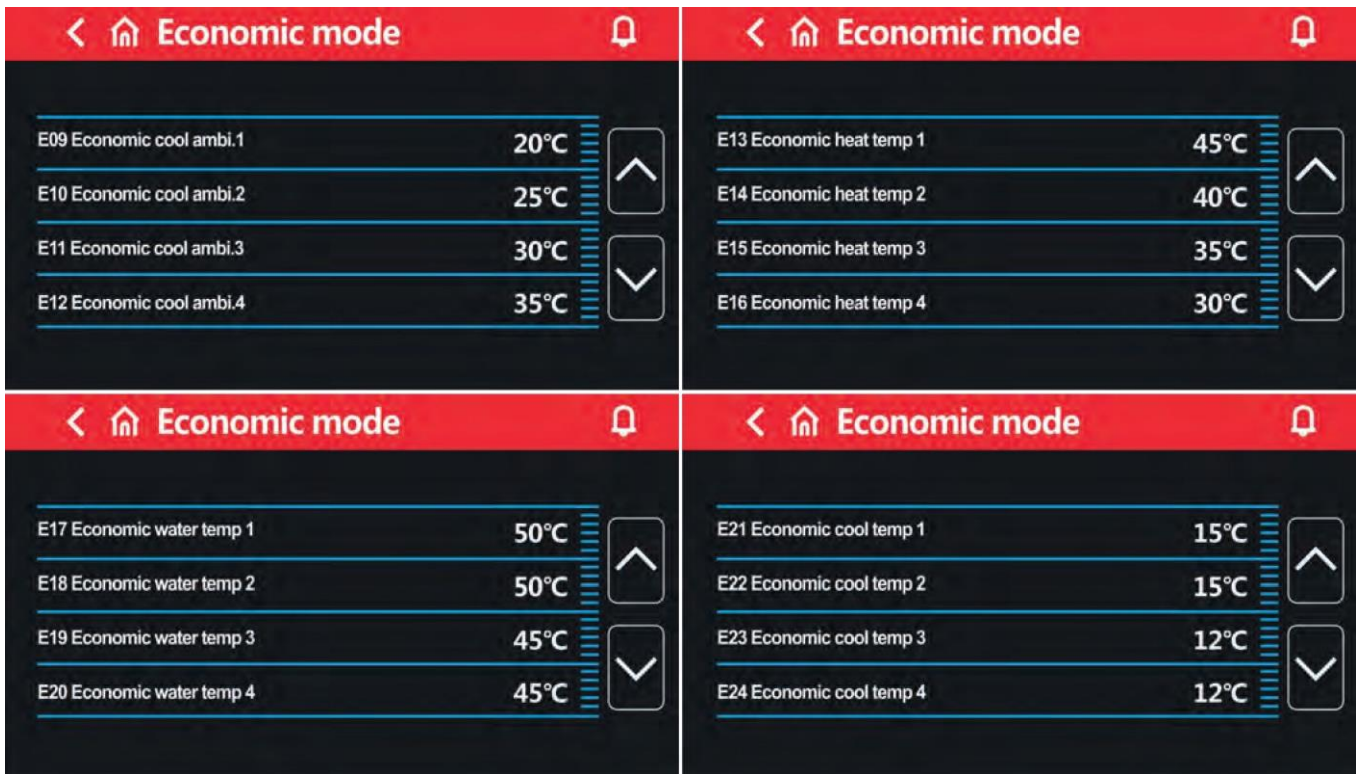 Economic mode
E09 Economic cool ambi.1 20°C
E10 Economic cool ambi.2 25°C
E11 Economic cool ambi.3 30°C
E12 Economic cool ambi.4 35°C
Economic mode
E13 Economic heat temp 1 45°C
E14 Economic heat temp 2 40°C
E15 Economic heat temp 3 35°C
E16 Economic heat temp 4 30°C
Economic mode
E17 Economic water temp 1 50°C
E18 Economic water temp 2 50°C
E19 Economic water temp 3 45°C
E20 Economic water temp 4 45°C
Economic mode
E21 Economic cool temp 1 15°C
E22 Economic cool temp 2 15°C
E23 Economic cool temp 3 12°C
E24 Economic cool temp 4 12°C